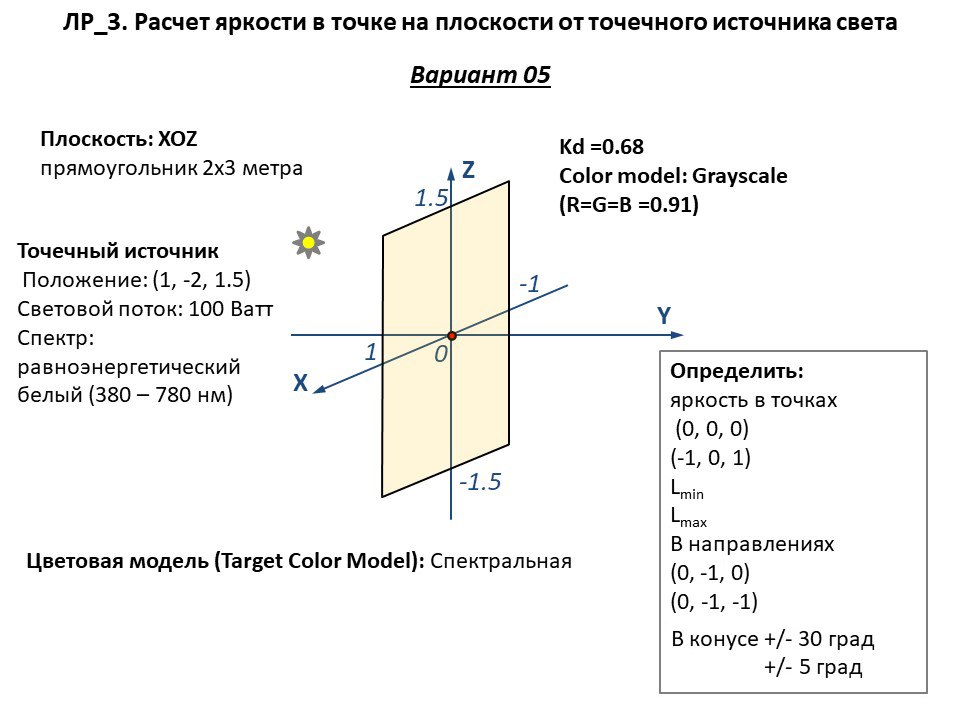 ЛР_3. Расчет яркости в точке на плоскости от точечного источника света
Вариант 05
Плоскость: XOZ
прямоугольник 2х3 метра
Kd =0.68
Color model: Grayscale
(R=G=B =0.91)
Z
1.5
Точечный источник
Положение: (1, -2, 1.5)
Световой поток: 100 Ватт
Спектр:
равноэнергетический
белый (380 – 780 нм)
-1
Y
1
0
X
-1.5
Определить:
яркость в точках
(0, 0, 0)
(-1, 0, 1)
Lmin
Lmax
В направлениях
(0, -1, 0)
(0, -1, -1)
В конусе +/- 30 град
+/- 5 град
Цветовая модель (Target Color Model): Спектральная